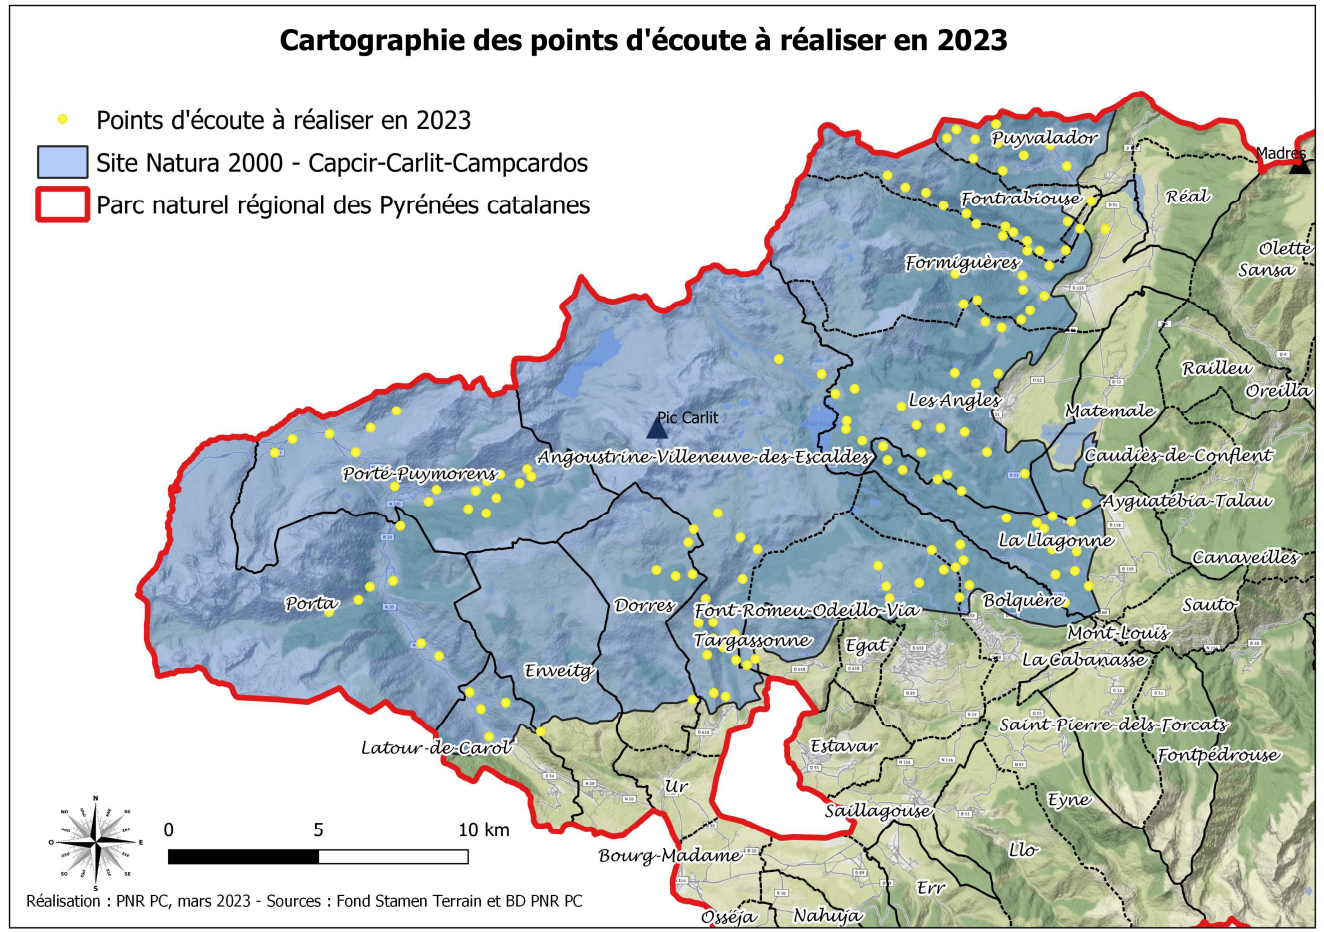 Cartographie des points d'écoute à réaliser en 2023
Points d'écoute à réaliser en 2023
Site Natura 2000 - Capcir-Carlit-Campcardos
Parc naturel régional des Pyrénées catalanes
Puyvalador
Madres
Fontrabiouse
Réal
Olette
Formiguères
Sansa
Railleu
Oreilla
Les Angles
Matemale
Pic Carlit
Angoustrine-Villeneuve-des-Escaldes
Caudiès-de-Conflent
Porté-Puymorens
Ayguatébia-Talau
La Llagonne
Canaveilles
Porta
Dorres
Font-Romeu-Odeillo-Via
Bolquère
Sauto
Targassonne
Egat
Mont-Louis
La Cabanasse
Enveitg
Saint-Pierre-dels-Forcats
Latour-de-Carol
Estavar
Fontpédrouse
Ur
Eyne
Saillagouse
Llo
Bourg-Madame
Err
Osséja
Nahuja
N
NO
NE
O
E
SO
SE
S
0 5 10 km
Réalisation : PNR PC, mars 2023 - Sources : Fond Stamen Terrain et BD PNR PC